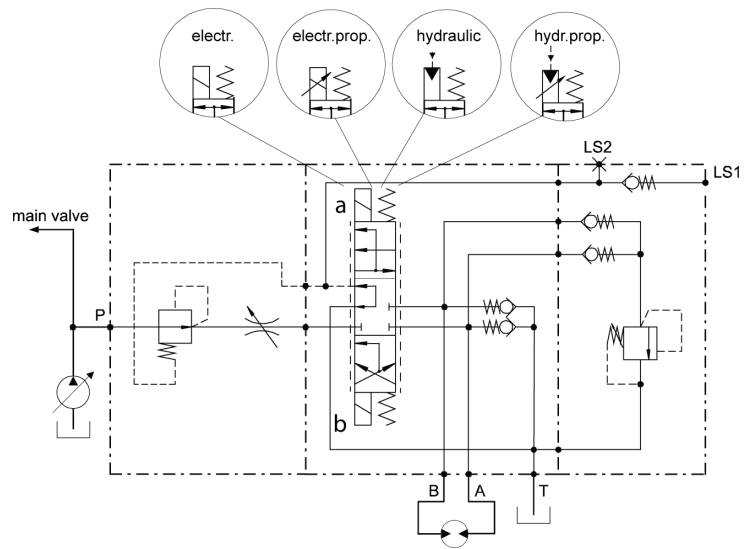 electr.
electr.prop.
hydraulic
hydr.prop.
LS2
LS1
a
main valve
P
b
B
A
T